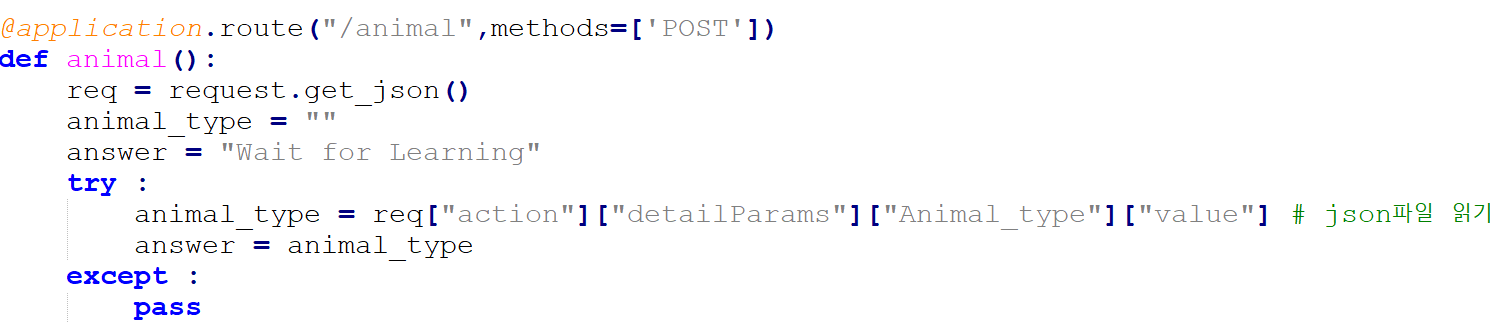 @application.route("/animal",methods=['POST'])
def animal():
    req = request.get_json()
    animal_type = ""
    answer = "Wait for Learning"
    try :
        animal_type = req["action"]["detailParams"]["Animal_type"]["value"] # json파일 읽기
        answer = animal_type
    except :
        pass